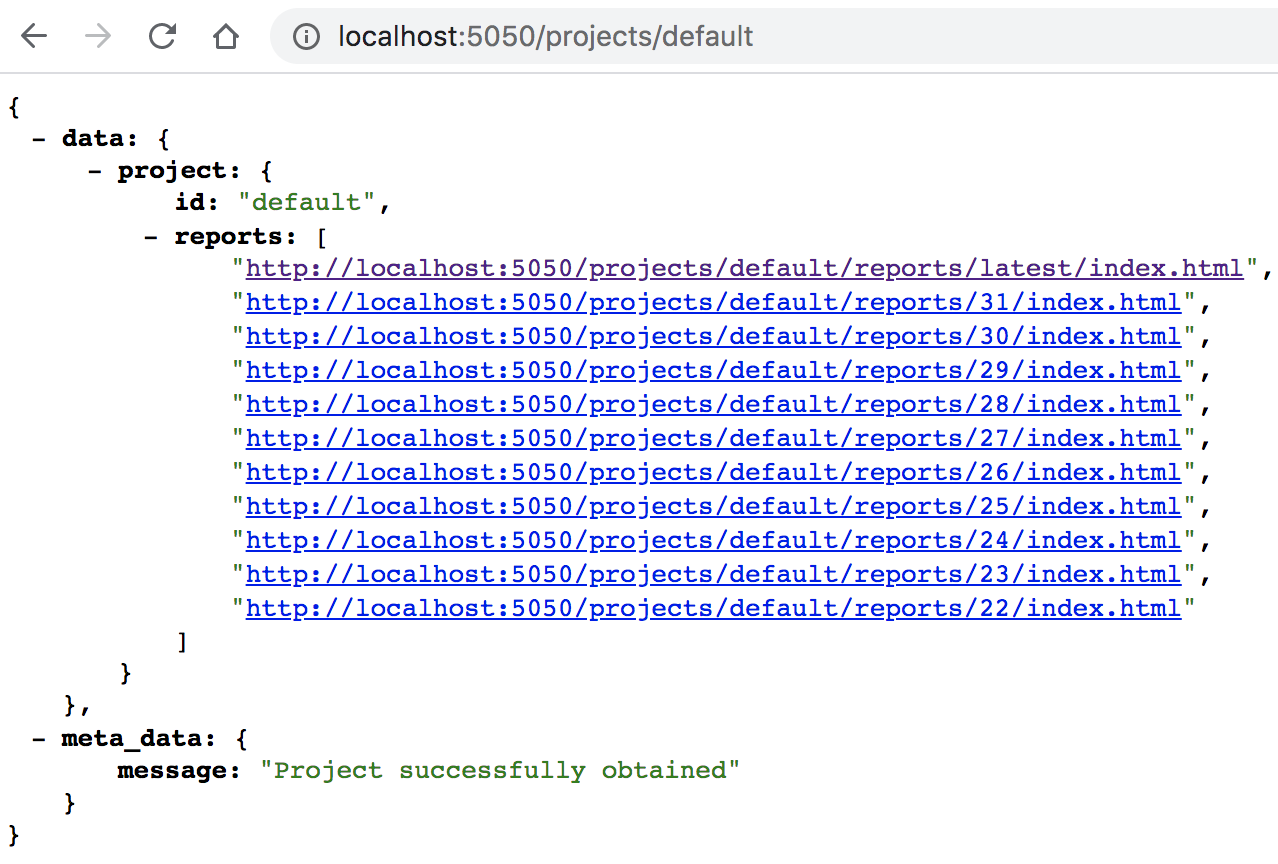 localhost:5050/projects/default
{
- data: {
- project: {
id: "default",
- reports: [
"http://localhost:5050/projects/default/reports/latest/index.html",
"http://localhost:5050/projects/default/reports/31/index.html",
"http://localhost:5050/projects/default/reports/30/index.html",
"http://localhost:5050/projects/default/reports/29/index.html",
"http://localhost:5050/projects/default/reports/28/index.html",
"http://localhost:5050/projects/default/reports/27/index.html",
"http://localhost:5050/projects/default/reports/26/index.html",
"http://localhost:5050/projects/default/reports/25/index.html",
"http://localhost:5050/projects/default/reports/24/index.html",
"http://localhost:5050/projects/default/reports/23/index.html",
"http://localhost:5050/projects/default/reports/22/index.html"
]
}
},
- meta_data: {
message: "Project successfully obtained"
}
}